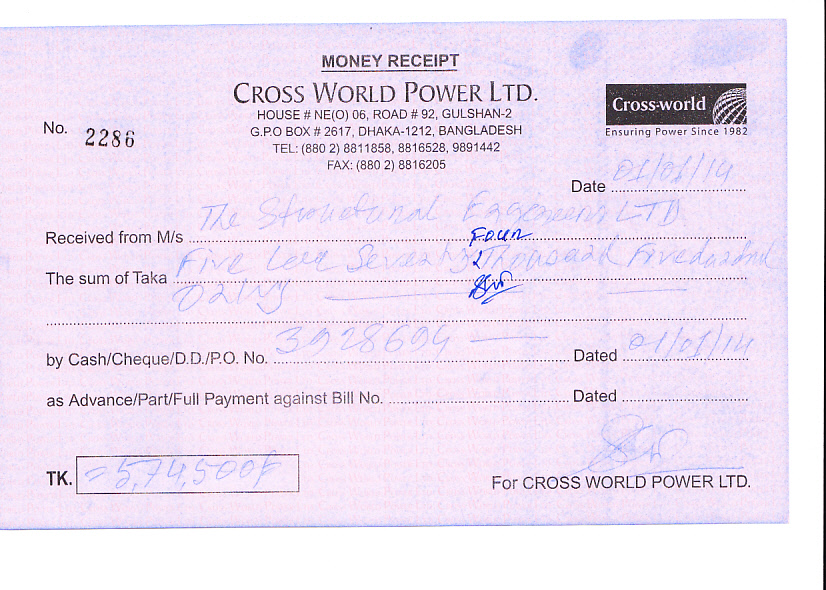 MONEY RECEIPT
CROSS WORLD POWER LTD.
HOUSE # NE(O) 06, ROAD # 92, GULSHAN-2
G.P.O BOX # 2617, DHAKA-1212, BANGLADESH
TEL: (880 2) 8811858, 8816528, 9891442
FAX: (880 2) 8816205
Cross-world
Ensuring Power Since 1982
No. 2286
Date 01/01/14
Received from M/s The Structural Engineers LTD
Four
The sum of Taka Five Lac Seventy Thousand Fivehundred
only
by Cash/Cheque/D.D./P.O. No. 3928694 Dated 01/01/14
as Advance/Part/Full Payment against Bill No. Dated
TK. =5,74,500/
For CROSS WORLD POWER LTD.